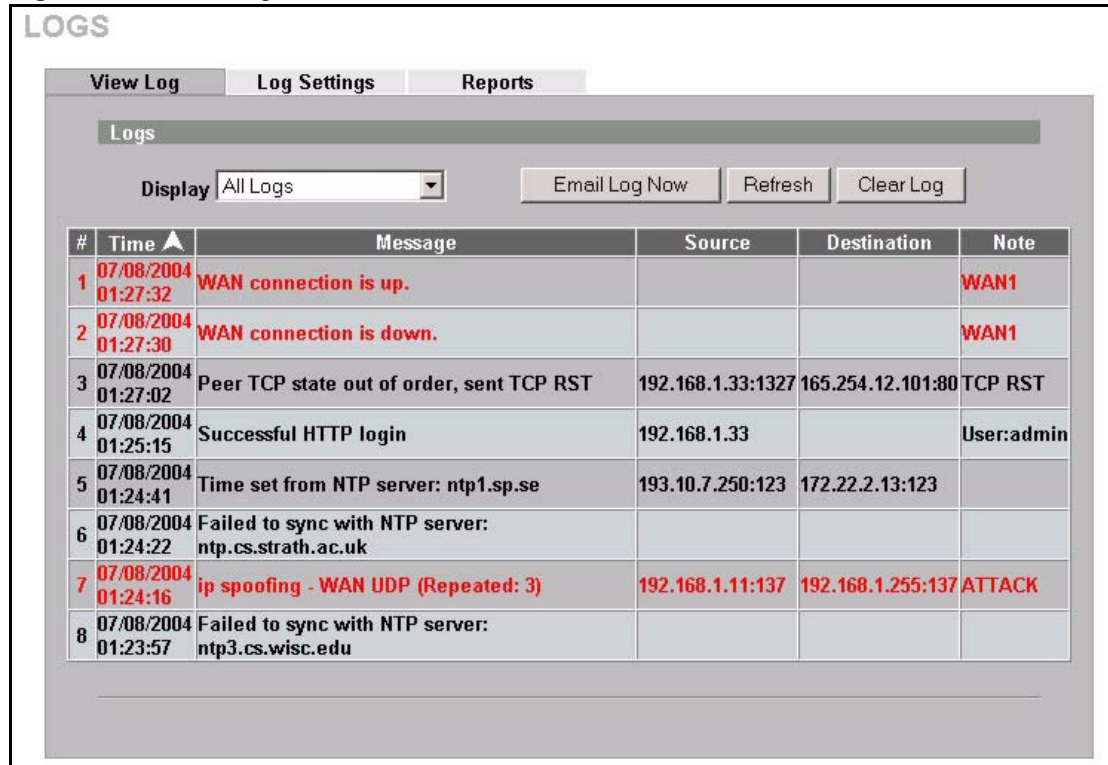 LOGS
View Log Log Settings Reports
Logs
Display All Logs Email Log Now Refresh Clear Log
# Time Message Source Destination Note
1 07/08/2004 01:27:32 WAN connection is up. WAN1
2 07/08/2004 01:27:30 WAN connection is down. WAN1
3 07/08/2004 01:27:02 Peer TCP state out of order, sent TCP RST 192.168.1.33:1327 165.254.12.101:80 TCP RST
4 07/08/2004 01:25:15 Successful HTTP login 192.168.1.33 User:admin
5 07/08/2004 01:24:41 Time set from NTP server: ntp1.sp.se 193.10.7.250:123 172.22.2.13:123
6 07/08/2004 01:24:22 Failed to sync with NTP server: ntp.cs.strath.ac.uk
7 07/08/2004 01:24:16 ip spoofing - WAN UDP (Repeated: 3) 192.168.1.11:137 192.168.1.255:137 ATTACK
8 07/08/2004 01:23:57 Failed to sync with NTP server: ntp3.cs.wisc.edu